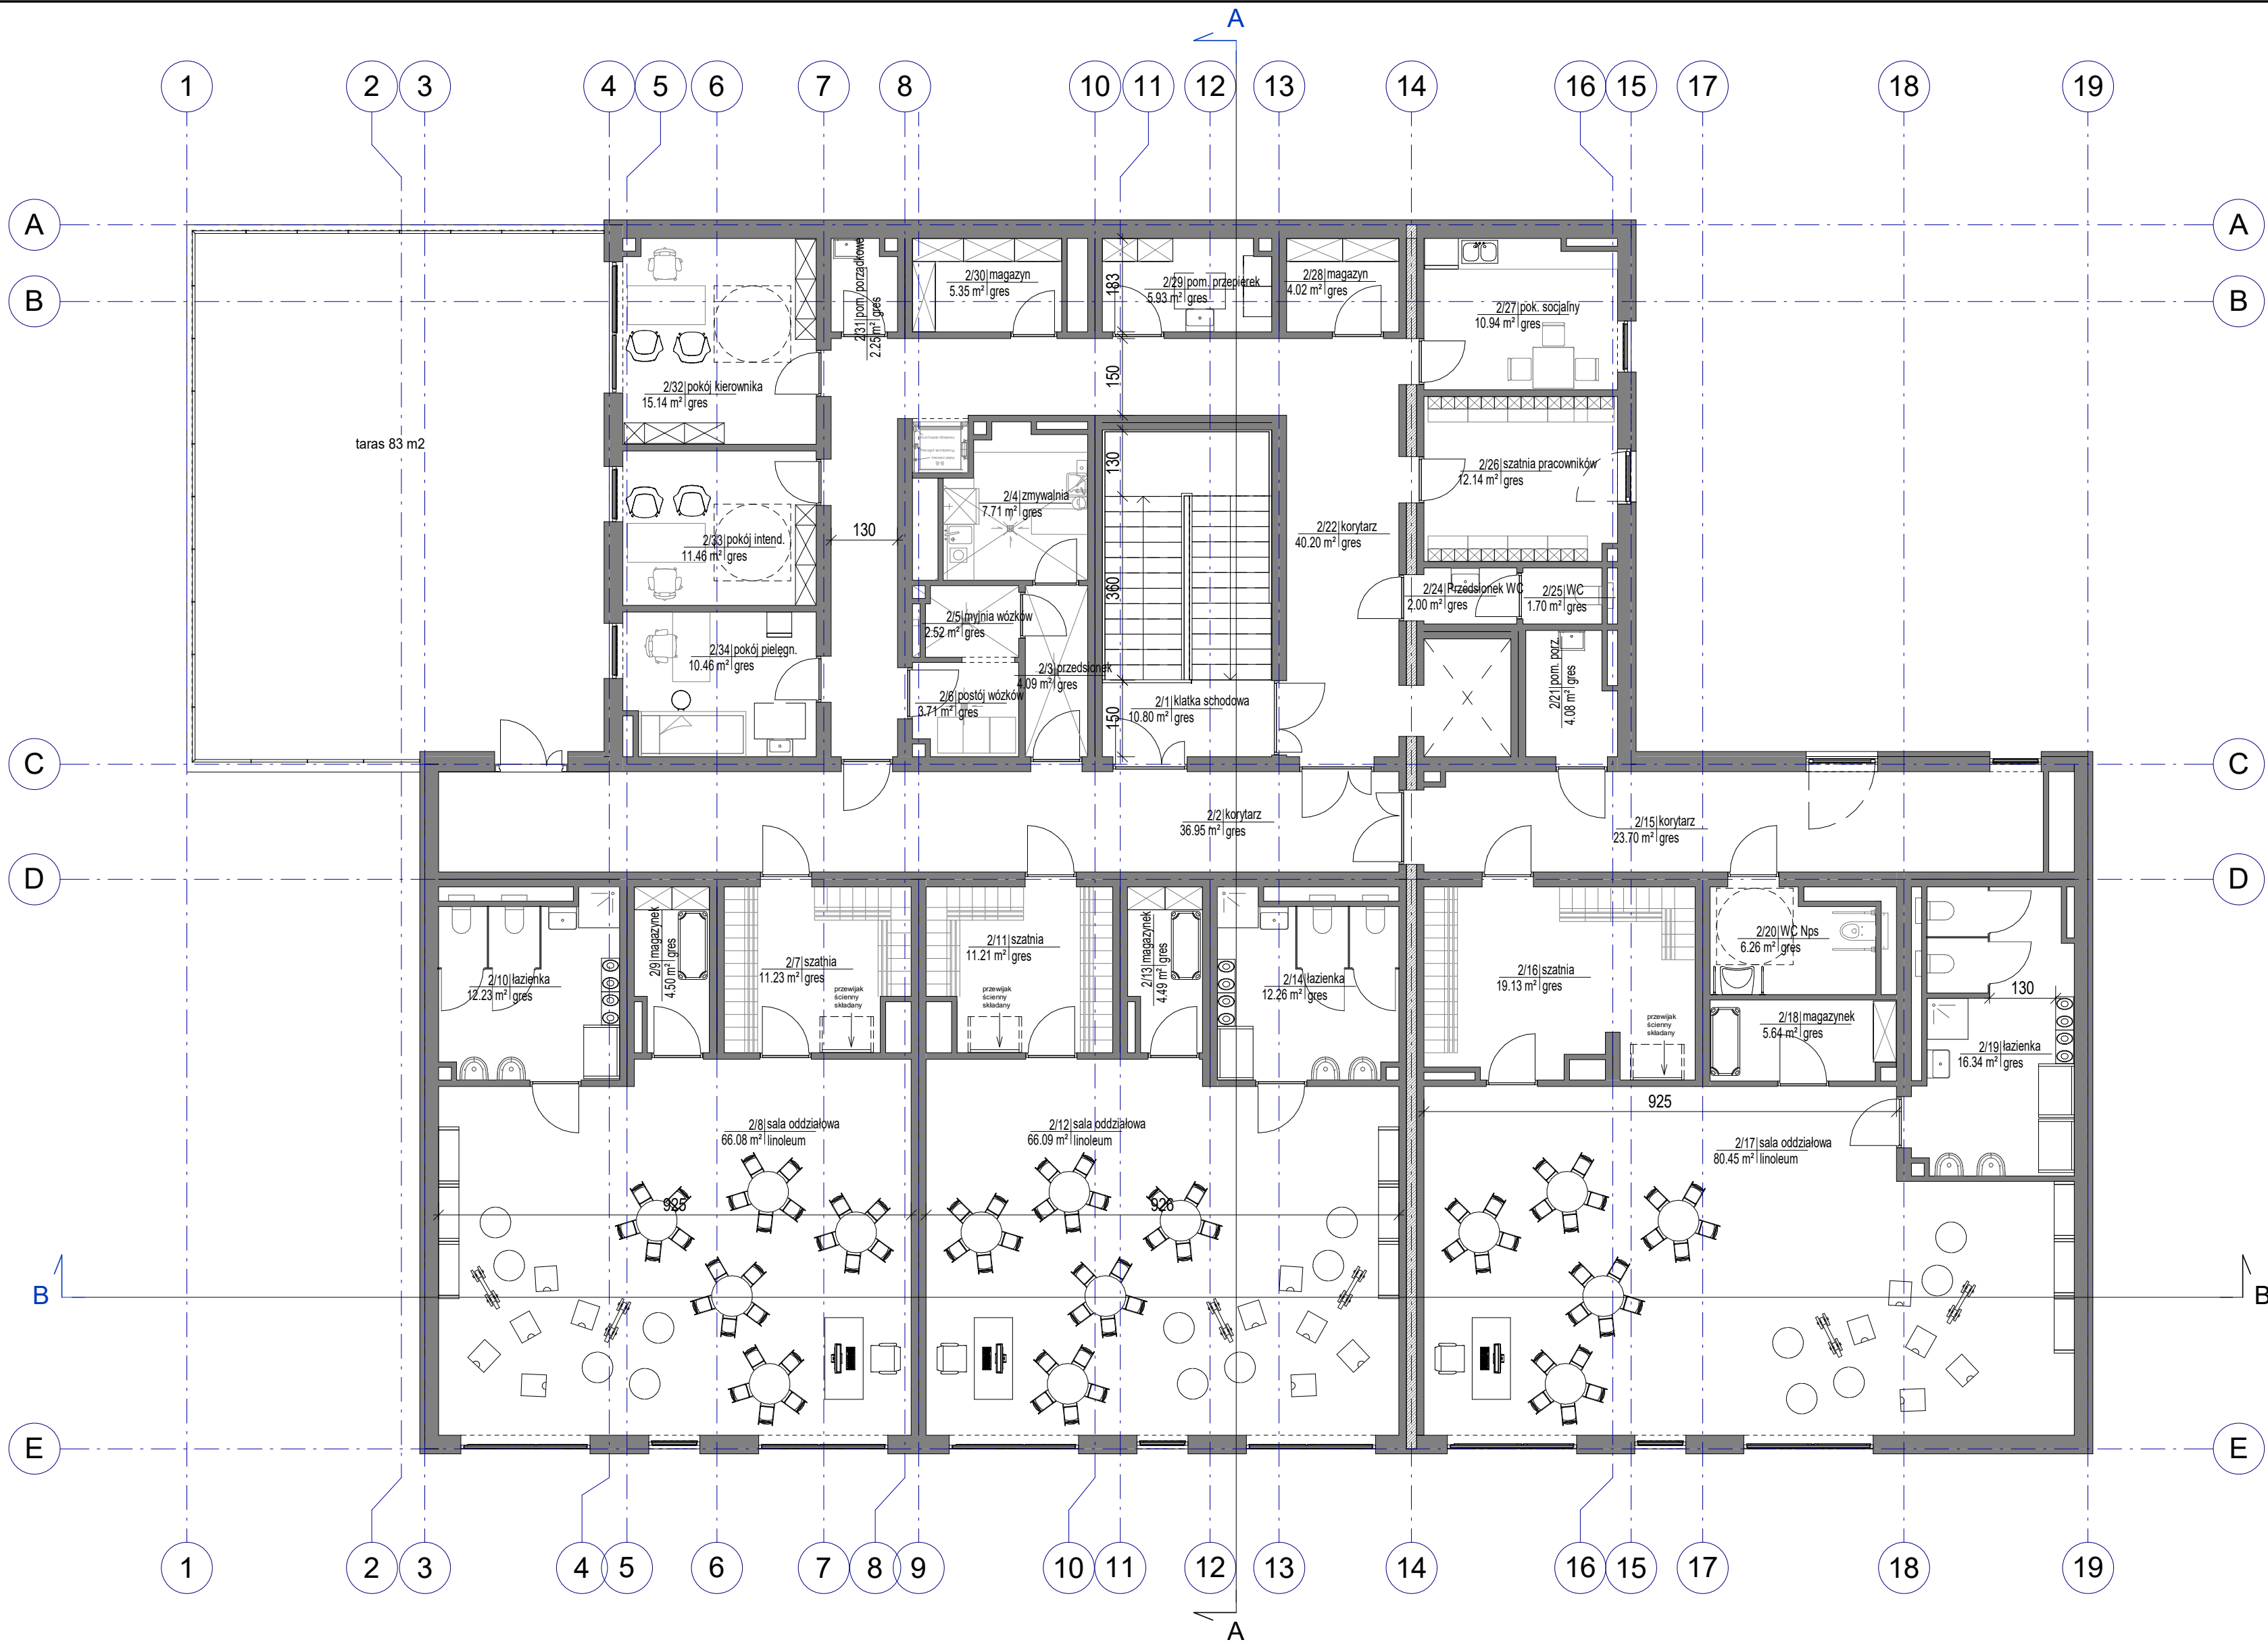 A
1 2 3 4 5 6 7 8 10 11 12 13 14 16 15 17 18 19
A A
B B
2/30 magazyn
5.35 m² gres
2/29 pom. przepierek
5.93 m² gres
2/28 magazyn
4.02 m² gres
2/27 pok. socjalny
10.94 m² gres
2/31 pom. porządkowe
2.25 m² gres
183
150
2/32 pokój kierownika
15.14 m² gres
taras 83 m2
130
2/26 szatnia pracowników
12.14 m² gres
2/4 zmywalnia
7.71 m² gres
2/22 korytarz
40.20 m² gres
130
2/33 pokój intend.
11.46 m² gres
360
2/24 Przedsionek WC
2.00 m² gres
2/25 WC
1.70 m² gres
2/5 myjnia wózków
2.52 m² gres
2/34 pokój pielęgn.
10.46 m² gres
2/3 przedsionek
4.09 m² gres
2/6 postój wózków
3.71 m² gres
2/1 klatka schodowa
10.80 m² gres
150
2/21 pom. porz.
4.08 m² gres
C C
2/2 korytarz
36.95 m² gres
2/15 korytarz
23.70 m² gres
D D
2/10 łazienka
12.23 m² gres
2/9 magazynek
4.50 m² gres
2/7 szatnia
11.23 m² gres
przewijak
ścienny
składany
2/11 szatnia
11.21 m² gres
przewijak
ścienny
składany
2/13 magazynek
4.49 m² gres
2/14 łazienka
12.26 m² gres
2/16 szatnia
19.13 m² gres
przewijak
ścienny
składany
2/20 WC Nps
6.26 m² gres
130
2/18 magazynek
5.64 m² gres
2/19 łazienka
16.34 m² gres
925
2/8 sala oddziałowa
66.08 m² linoleum
2/12 sala oddziałowa
66.09 m² linoleum
2/17 sala oddziałowa
80.45 m² linoleum
925
926
B B
E E
1 2 3 4 5 6 7 8 9 10 11 12 13 14 16 15 17 18 19
A